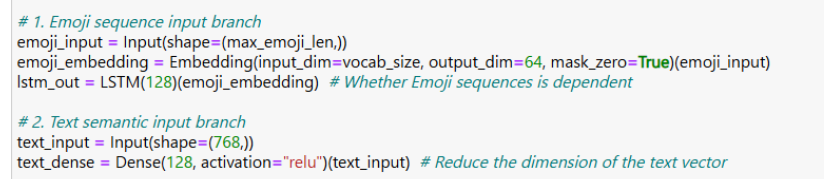 # 1. Emoji sequence input branch
emoji_input = Input(shape=(max_emoji_len,))
emoji_embedding = Embedding(input_dim=vocab_size, output_dim=64, mask_zero=True)(emoji_input)
lstm_out = LSTM(128)(emoji_embedding)  # Whether Emoji sequences is dependent
# 2. Text semantic input branch
text_input = Input(shape=(768,))
text_dense = Dense(128, activation="relu")(text_input)  # Reduce the dimension of the text vector